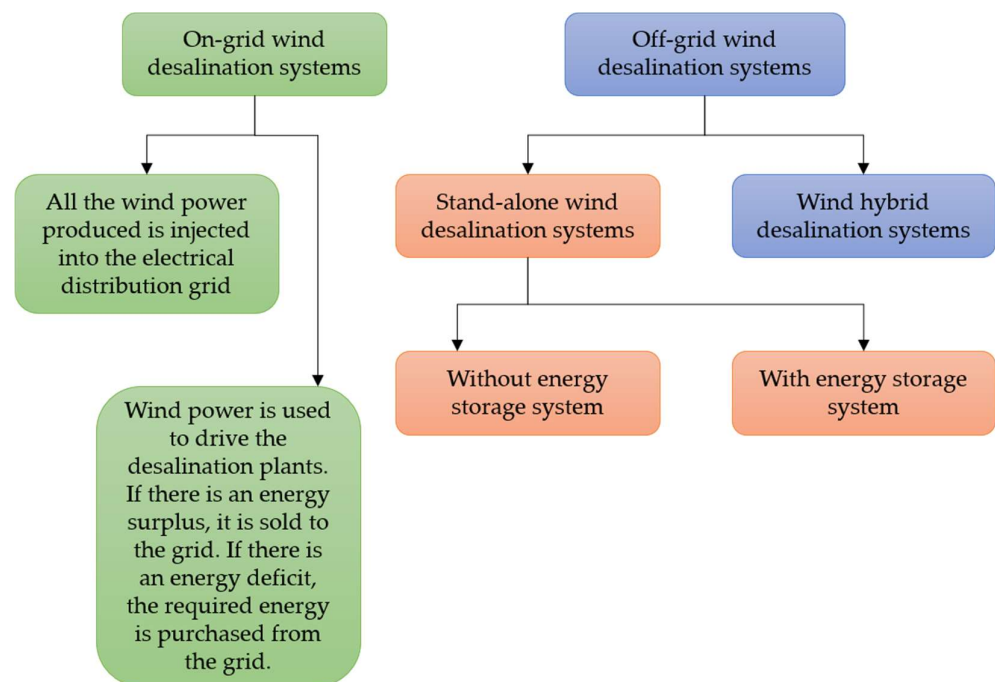 On-grid wind
desalination systems
Off-grid wind
desalination systems
All the wind power
produced is injected
into the electrical
distribution grid
Stand-alone wind
desalination systems
Wind hybrid
desalination systems
Without energy
storage system
With energy storage
system
Wind power is used
to drive the
desalination plants.
If there is an energy
surplus, it is sold to
the grid. If there is
an energy deficit,
the required energy
is purchased from
the grid.